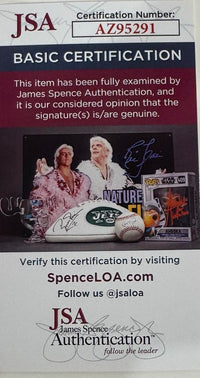 JSA
Certification Number:
AZ95291
BASIC CERTIFICATION
This item has been fully examined by
James Spence Authentication, and
it is our considered opinion that the
signature(s) is/are genuine.
NATURE
JETS
Verify this certification by visiting
SpenceLOA.com
Follow us @jsaloa
JSA
James Spence
Authentication
follow the leader